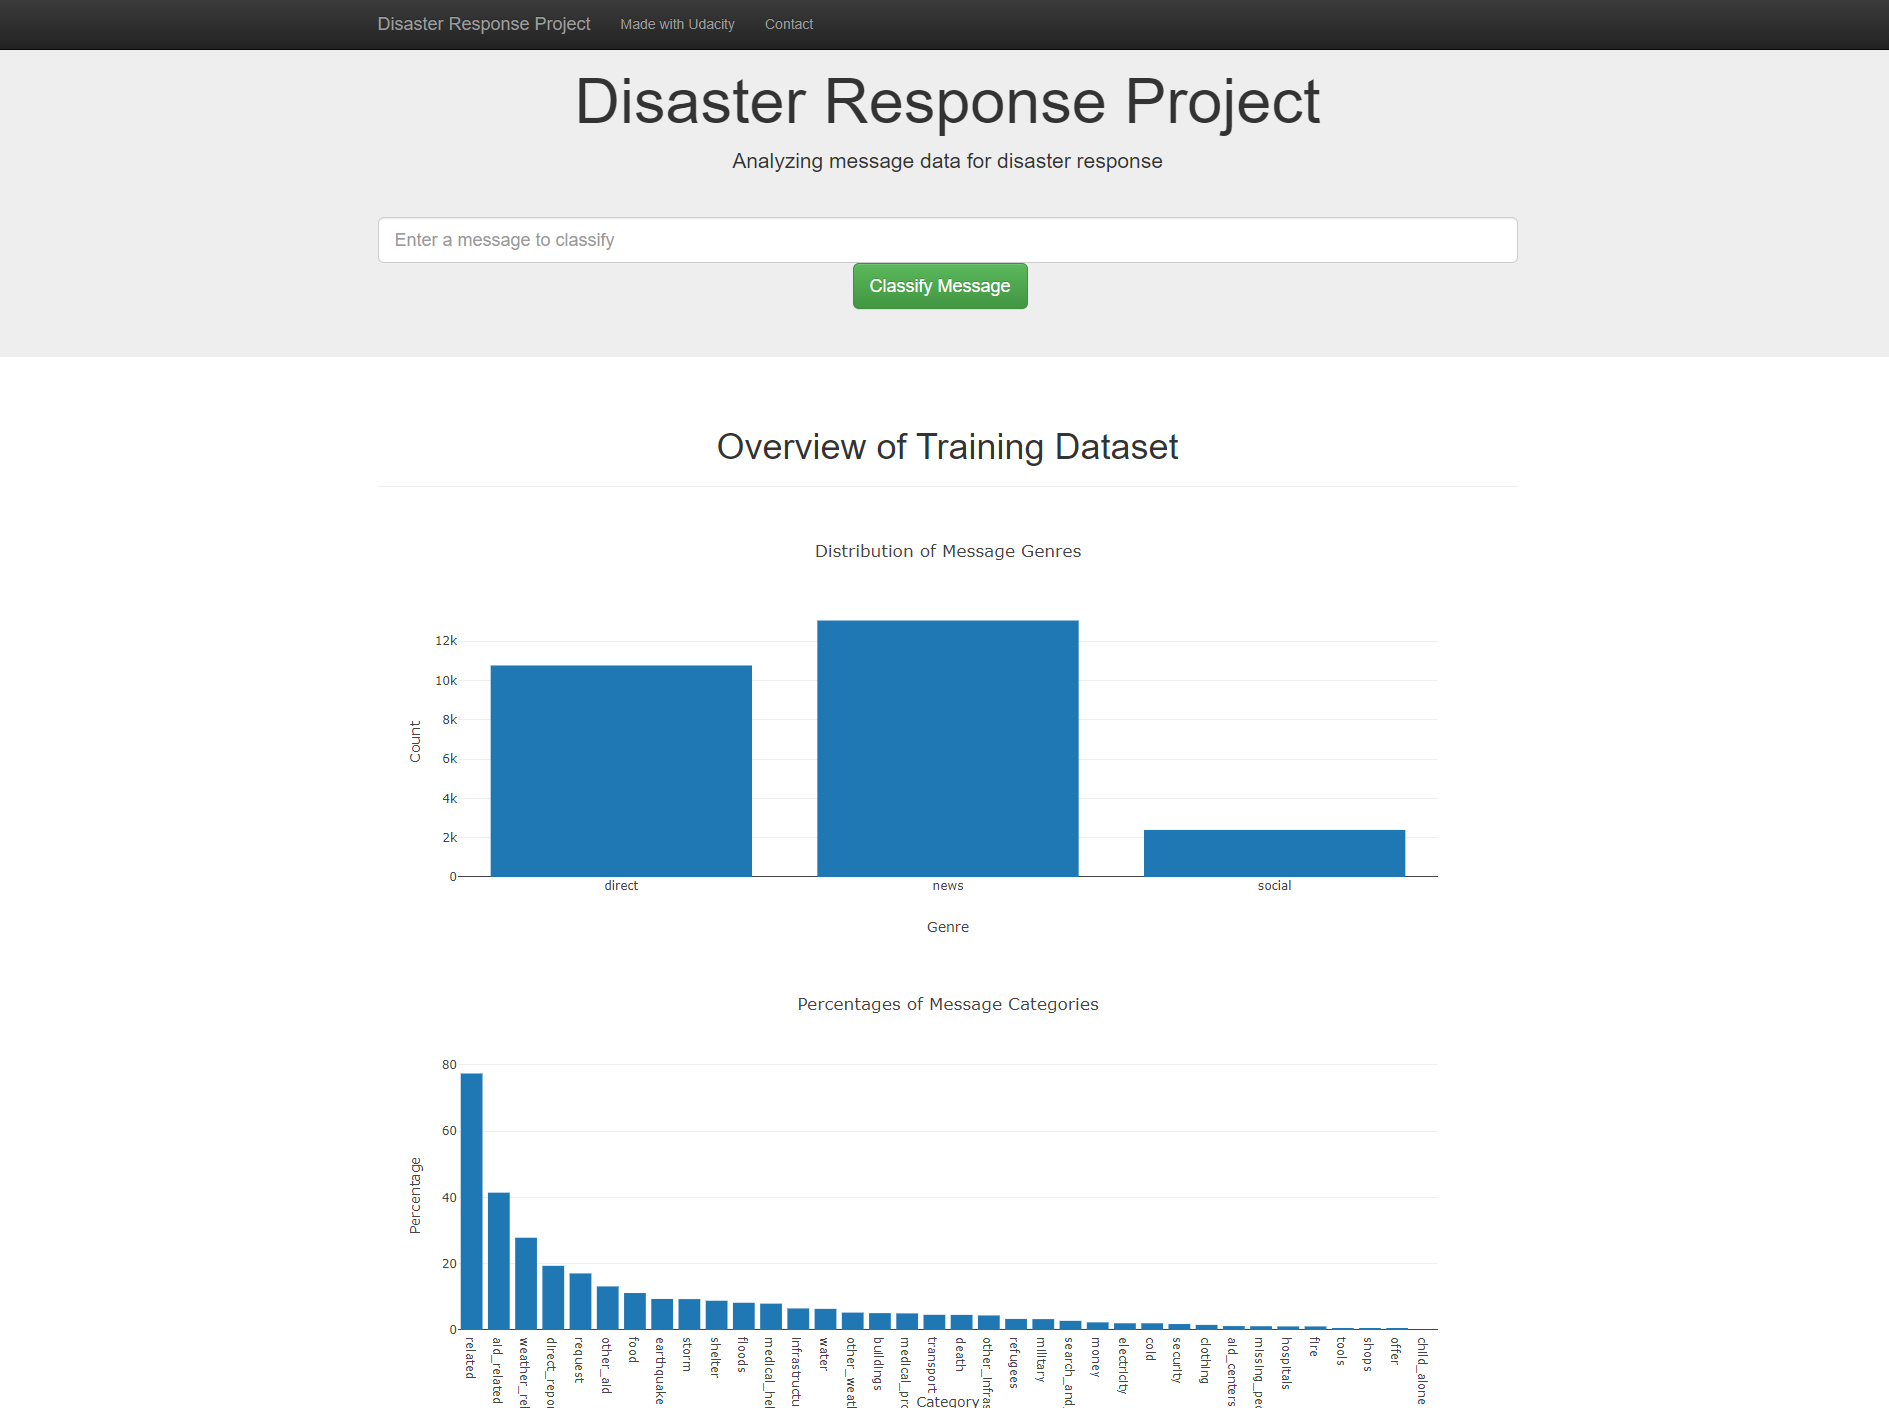 Disaster Response Project Made with Udacity Contact
Disaster Response Project
Analyzing message data for disaster response
Enter a message to classify
Classify Message
Overview of Training Dataset
Distribution of Message Genres
12k
10k
8k
6k
4k
2k
0
Count
direct news social
Genre
Percentages of Message Categories
80
60
40
20
0
Percentage
related
aid_related
weather_rel
direct_repo
request
other_aid
food
earthquake
storm
shelter
floods
medical_hel
infrastructu
water
other_weat
buildings
medical_pro
transport
death
other_infras
refugees
military
search_and_
money
electricity
cold
security
clothing
aid_centers
missing_peo
hospitals
fire
tools
shops
offer
child_alone
Category